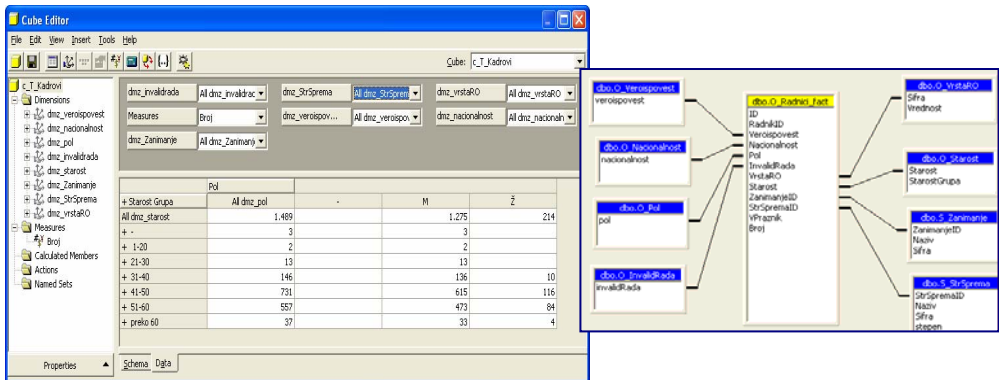 Cube Editor
File Edit View Insert Tools Help
Cube: c_T_Kadrovi
c_T_Kadrovi
Dimensions
dmz_veroispovest
dmz_nacionalnost
dmz_pol
dmz_invalidrada
dmz_starost
dmz_Zanimanje
dmz_StrSprema
dmz_vrstaRO
Measures
Broj
Calculated Members
Actions
Named Sets
Properties
dmz_invalidrada All dmz_invalidrac dmz_StrSprema All dmz_StrSprem dmz_vrstaRO All dmz_vrstaRO
Measures Broj dmz_veroispov... All dmz_veroispov dmz_nacionalnost All dmz_nacionaln
dmz_Zanimanje All dmz_Zanimanj
Pol
+ Starost Grupa All dmz_pol - M Ž
All dmz_starost 1.489 1.275 214
+ - 3 3
+ 1-20 2 2
+ 21-30 13 13
+ 31-40 146 136 10
+ 41-50 731 615 116
+ 51-60 557 473 84
+ preko 60 37 33 4
Schema Data
dbo.O_Veroispovest
veroispovest
dbo.O_Nacionalnost
nacionalnost
dbo.O_Pol
pol
dbo.O_InvalidRada
invalidRada
dbo.O_Radnici_fact
ID
RadnikID
Veroispovest
Nacionalnost
Pol
InvalidRada
VrstaRO
Starost
ZanimanjeID
StrSpremaID
VPraznik
Broj
dbo.O_VrstaRO
Sifra
Vrednost
dbo.O_Starost
Starost
StarostGrupa
dbo.S_Zanimanje
ZanimanjeID
Naziv
Sifra
dbo.S_StrSprema
StrSpremaID
Naziv
Sifra
stepen